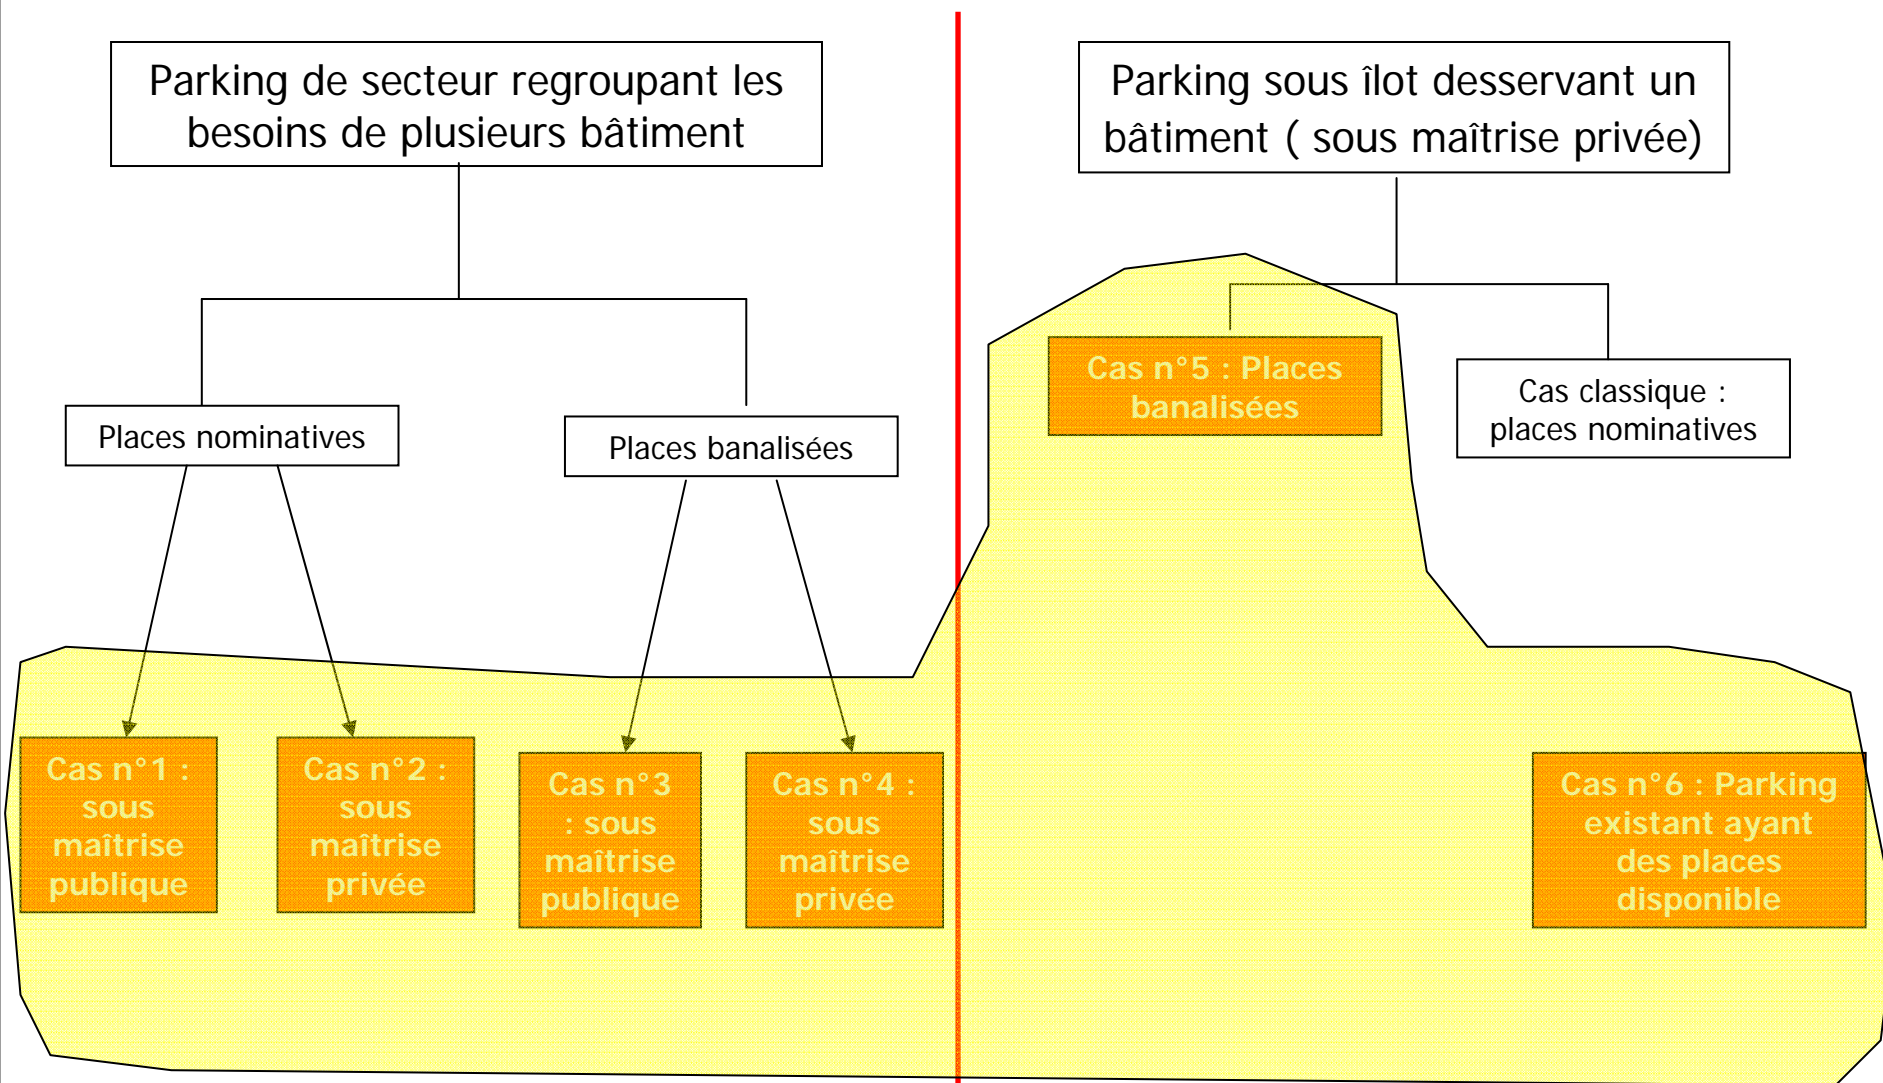 Parking de secteur regroupant les
besoins de plusieurs bâtiment
Parking sous îlot desservant un
bâtiment ( sous maîtrise privée)
Places nominatives
Places banalisées
Cas n°5 : Places
banalisées
Cas classique :
places nominatives
Cas n°1 :
sous
maîtrise
publique
Cas n°2 :
sous
maîtrise
privée
Cas n°3
: sous
maîtrise
publique
Cas n°4 :
sous
maîtrise
privée
Cas n°6 : Parking
existant ayant
des places
disponible